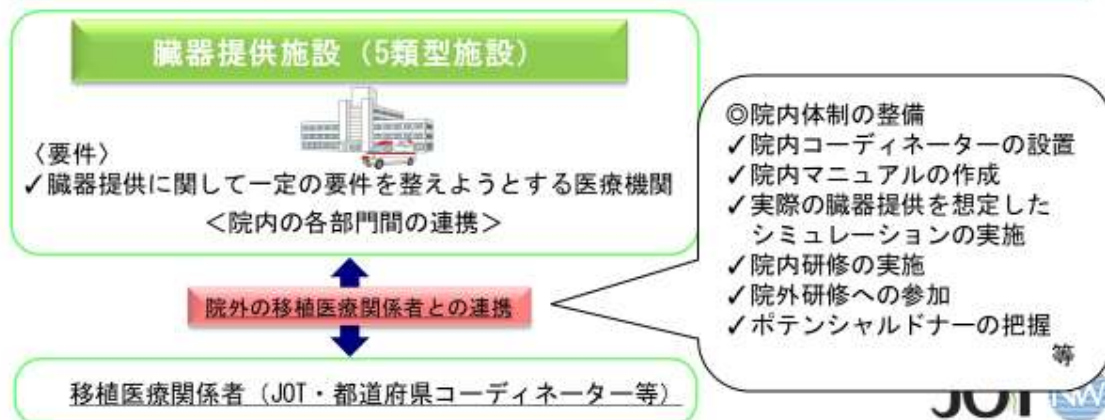 臓器提供施設（5類型施設）
〈要件〉
✓臓器提供に関して一定の要件を整えようとする医療機関
＜院内の各部門間の連携＞
院外の移植医療関係者との連携
移植医療関係者（JOT・都道府県コーディネーター等）
◎院内体制の整備
✓院内コーディネーターの設置
✓院内マニュアルの作成
✓実際の臓器提供を想定した
シミュレーションの実施
✓院内研修の実施
✓院外研修への参加
✓ポテンシャルドナーの把握
等
JOT NW